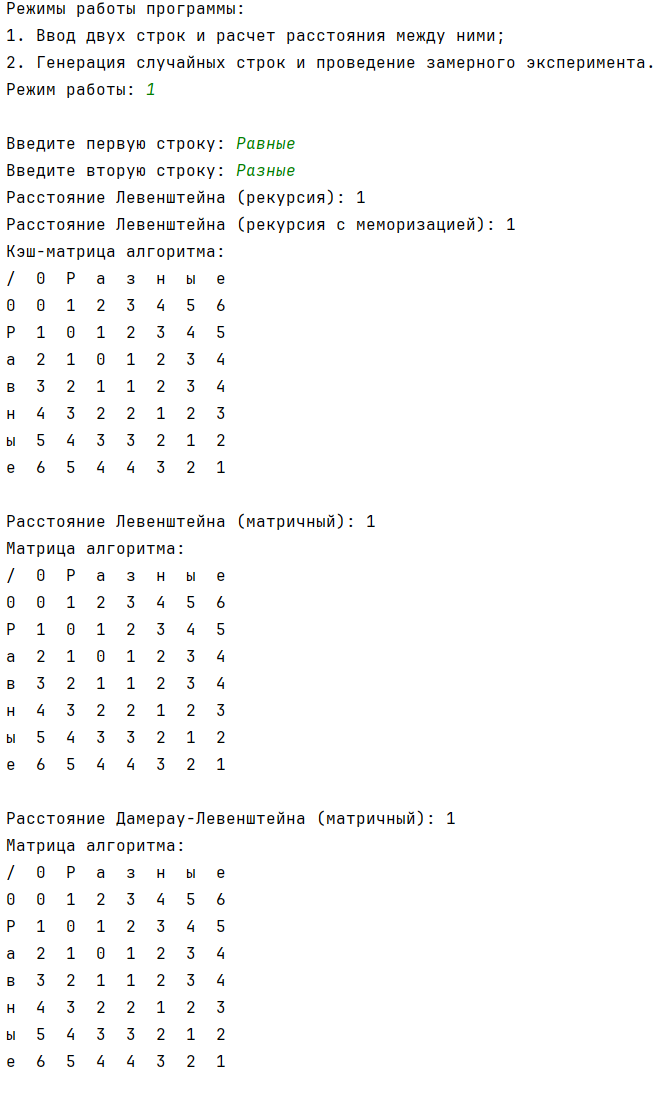 Режимы работы программы:
1. Ввод двух строк и расчет расстояния между ними;
2. Генерация случайных строк и проведение замерного эксперимента.
Режим работы: 1
Введите первую строку: Равные
Введите вторую строку: Разные
Расстояние Левенштейна (рекурсия): 1
Расстояние Левенштейна (рекурсия с меморизацией): 1
Кэш-матрица алгоритма:
/ 0 Р а з н ы е
0 0 1 2 3 4 5 6
Р 1 0 1 2 3 4 5
а 2 1 0 1 2 3 4
в 3 2 1 1 2 3 4
н 4 3 2 2 1 2 3
ы 5 4 3 3 2 1 2
е 6 5 4 4 3 2 1
Расстояние Левенштейна (матричный): 1
Матрица алгоритма:
/ 0 Р а з н ы е
0 0 1 2 3 4 5 6
Р 1 0 1 2 3 4 5
а 2 1 0 1 2 3 4
в 3 2 1 1 2 3 4
н 4 3 2 2 1 2 3
ы 5 4 3 3 2 1 2
е 6 5 4 4 3 2 1
Расстояние Дамерау-Левенштейна (матричный): 1
Матрица алгоритма:
/ 0 Р а з н ы е
0 0 1 2 3 4 5 6
Р 1 0 1 2 3 4 5
а 2 1 0 1 2 3 4
в 3 2 1 1 2 3 4
н 4 3 2 2 1 2 3
ы 5 4 3 3 2 1 2
е 6 5 4 4 3 2 1